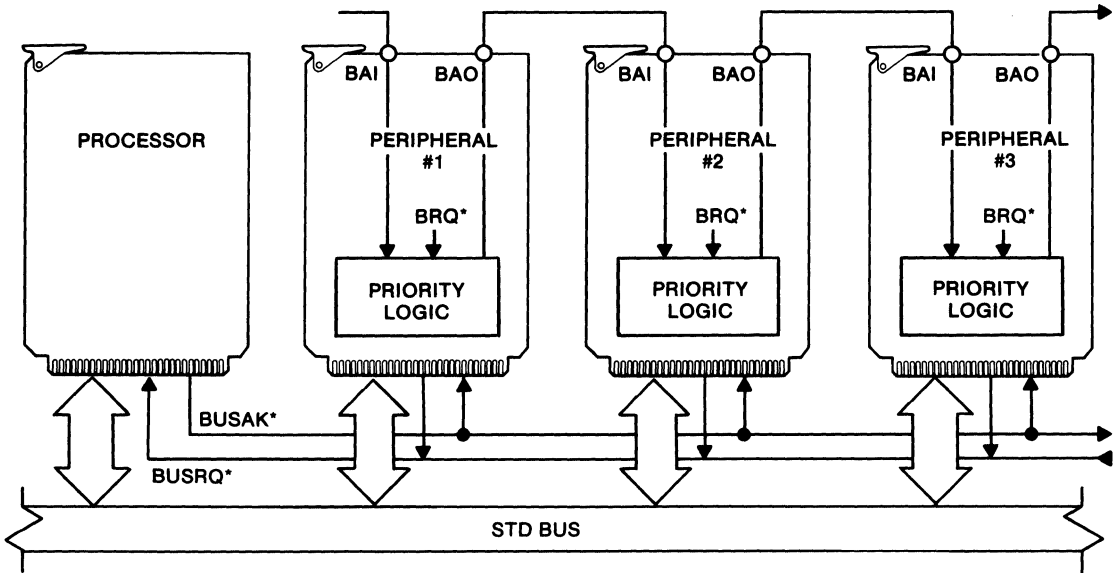 BAI
BAO
BAI
BAO
BAI
BAO
PROCESSOR
PERIPHERAL
#1
PERIPHERAL
#2
PERIPHERAL
#3
BRQ*
BRQ*
BRQ*
PRIORITY
LOGIC
PRIORITY
LOGIC
PRIORITY
LOGIC
BUSAK*
BUSRQ*
STD BUS